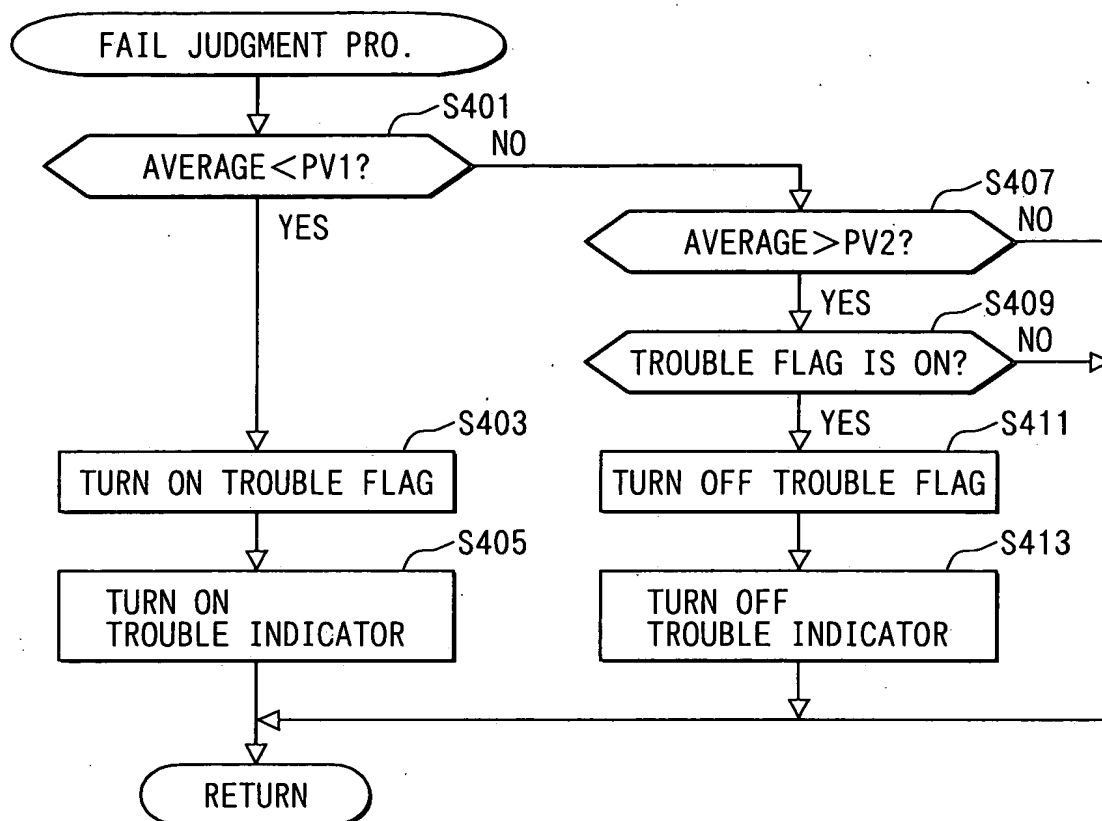 FAIL JUDGMENT PRO.
S401
AVERAGE<PV1?
NO
YES
S407
AVERAGE>PV2?
NO
YES
S409
TROUBLE FLAG IS ON?
NO
YES
S403
TURN ON TROUBLE FLAG
S411
TURN OFF TROUBLE FLAG
S405
TURN ON
TROUBLE INDICATOR
S413
TURN OFF
TROUBLE INDICATOR
RETURN